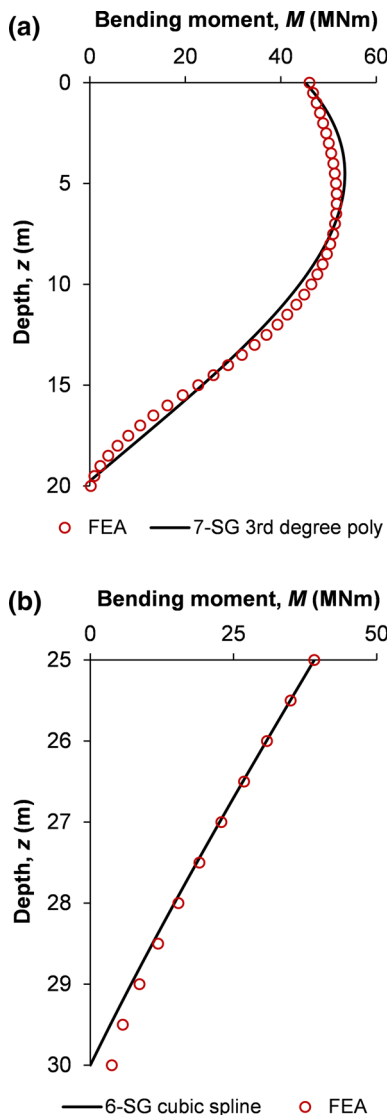 (a)
Bending moment, M (MNm)
0 20 40 60
0
5
10
15
20
Depth, z (m)
FEA 7-SG 3rd degree poly
(b)
Bending moment, M (MNm)
0 25 50
25
26
27
28
29
30
Depth, z (m)
6-SG cubic spline FEA